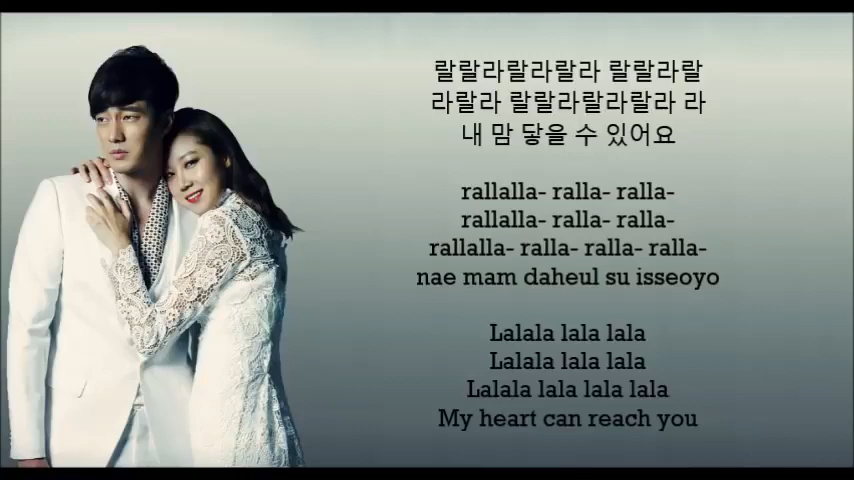 랄랄라랄라랄라 랄랄라랄
라랄라 랄랄라랄라랄라 라
내 맘 닿을 수 있어요
rallalla- ralla- ralla-
rallalla- ralla- ralla-
rallalla- ralla- ralla- ralla-
nae mam daheul su isseoyo
Lalala lala lala
Lalala lala lala
Lalala lala lala lala
My heart can reach you